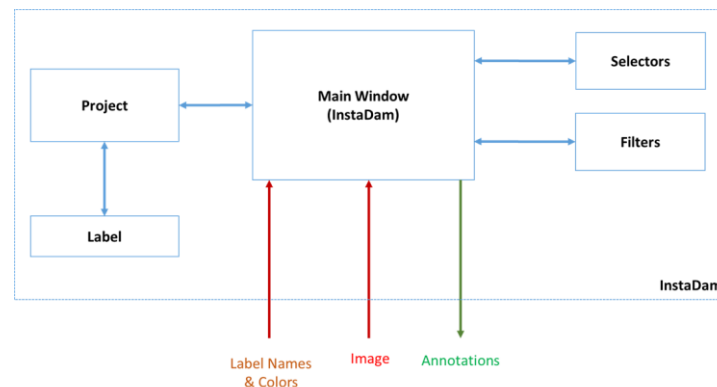 Selectors
Main Window
(InstaDam)
Project
Filters
Label
InstaDam
Label Names
& Colors
Image
Annotations